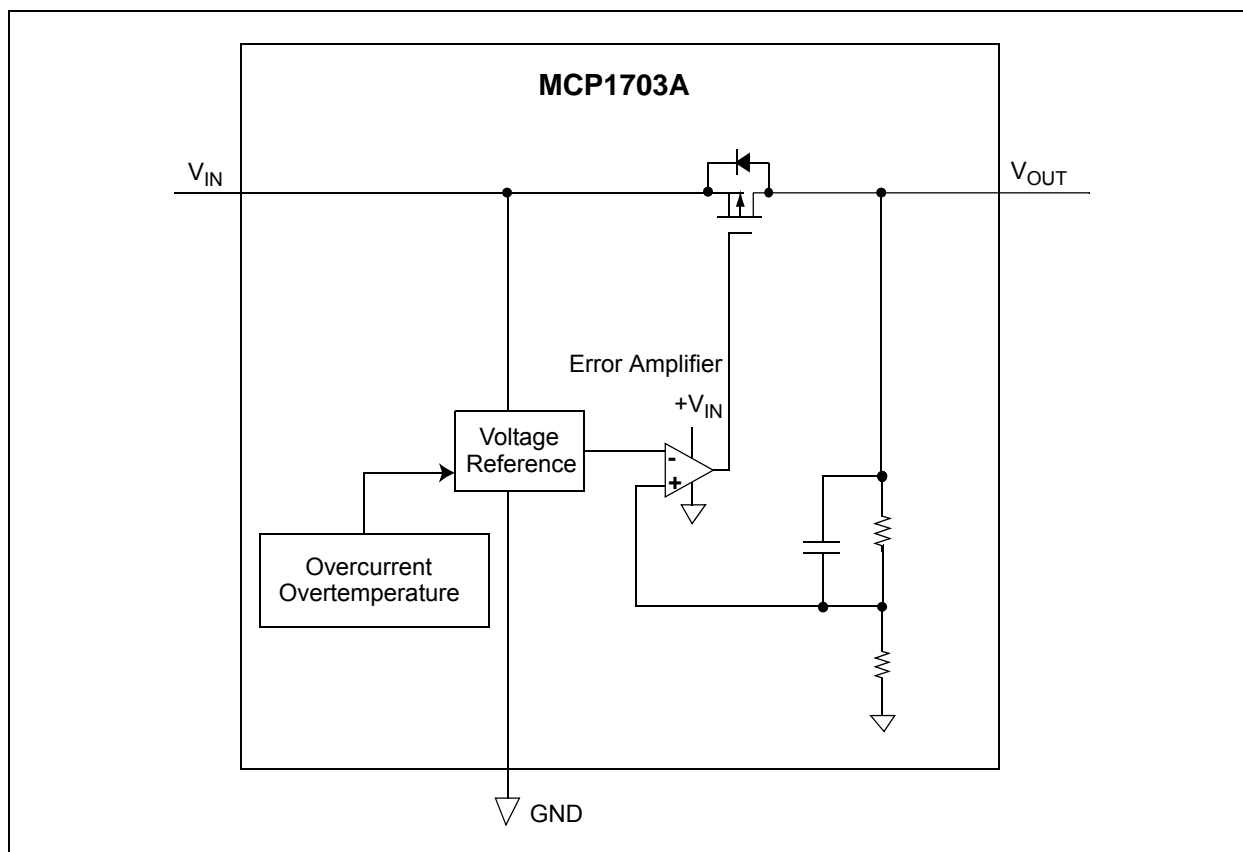 MCP1703A
VIN
VOUT
Error Amplifier
+VIN
Voltage
Reference
-
+
Overcurrent
Overtemperature
GND